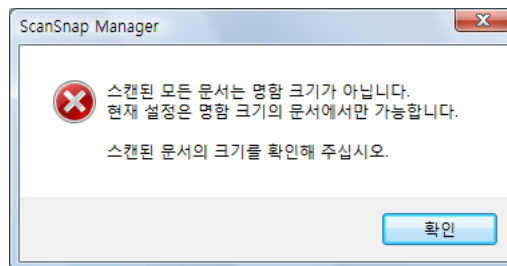 ScanSnap Manager
스캔된 모든 문서는 명함 크기가 아닙니다.
현재 설정은 명함 크기의 문서에서만 가능합니다.
스캔된 문서의 크기를 확인해 주십시오.
확인